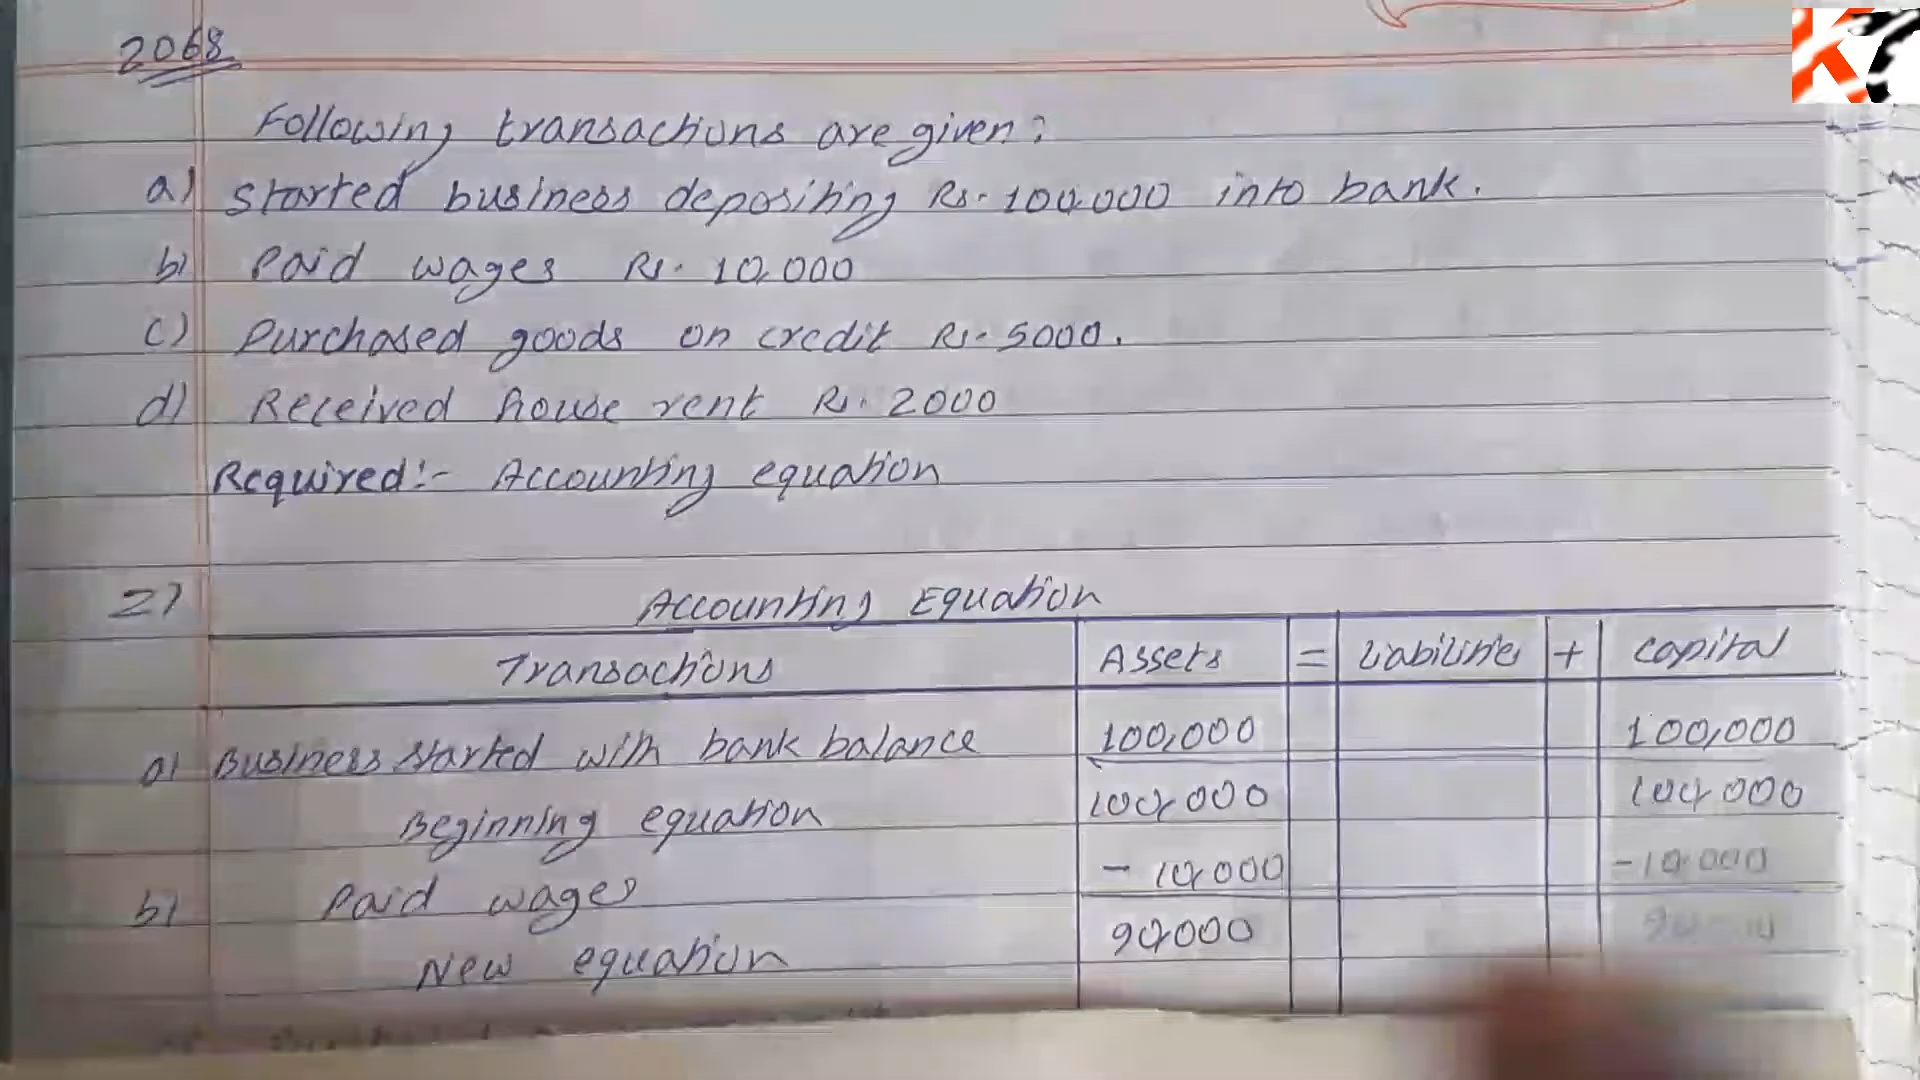 2068
Following transactions are given:
a) Started business depositing Rs. 100,000 into bank.
b) Paid wages Rs. 10,000
c) Purchased goods on credit Rs. 5000.
d) Received house rent Rs. 2000
Required:- Accounting equation
Accounting Equation
Transactions Assets = Liabilities + Capital
a) Business started with bank balance 100,000 100,000
Beginning equation 100,000 100,000
b) Paid wages - 10,000 -10,000
New equation 90,000